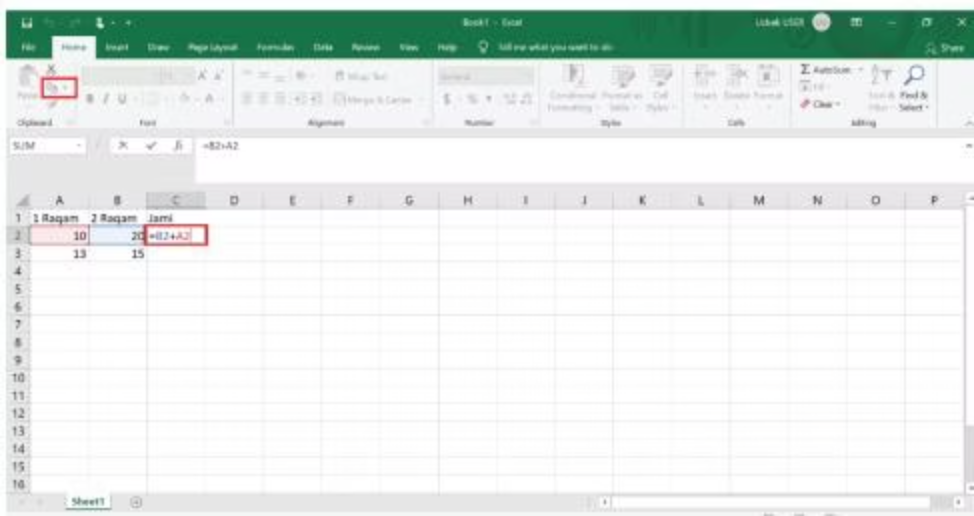 Book1 - Excel
Uzbek USER
File Home Insert Draw Page Layout Formulas Data Review View Help Tell me what you want to do
Share
Wrap Text
General
Σ AutoSum
B I U
Merge & Center
$ % ,
Conditional Format as Cell
Insert Delete Format
Fill
Clear
Sort & Find &
Formatting Table Styles
Filter Select
Clipboard Font Alignment Number Styles Cells Editing
SUM =B2+A2
A B C D E F G H I J K L M N O P
1 1 Raqam 2 Raqam Jami
2 10 20 =B2+A2
3 13 15
4
5
6
7
8
9
10
11
12
13
14
15
16
Sheet1